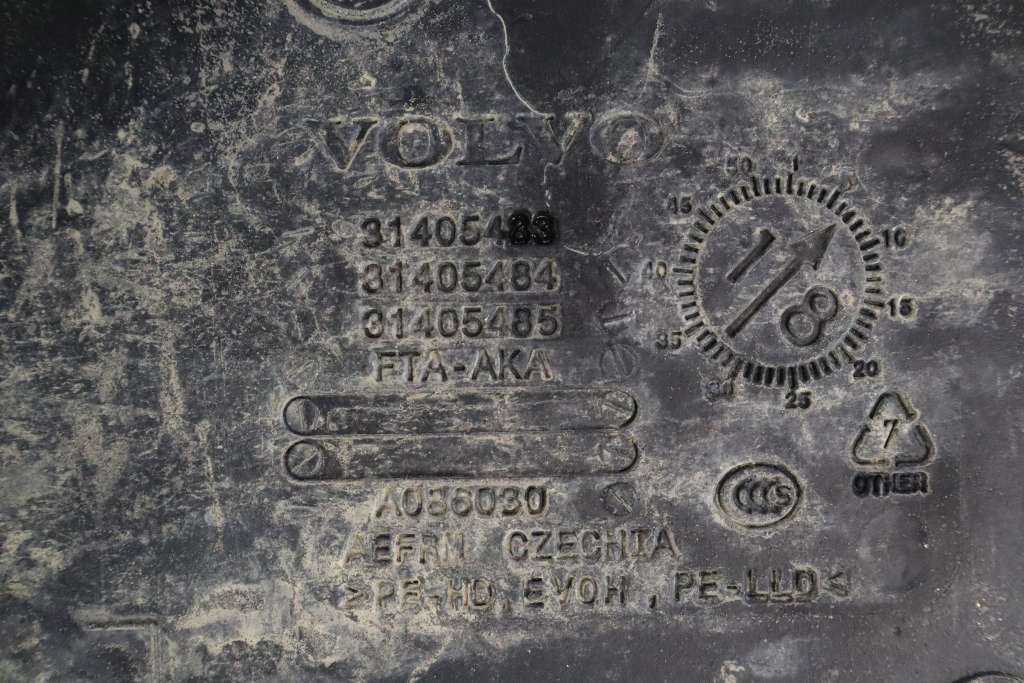 VOLVO
31405483
31405484
31405485
FTA-AKA
A086030
AEFRM CZECHIA
>PE-HD,EVOH,PE-LLD<
50 1 5 10 15 20 25 30 35 40 45
18
CCCS
7
OTHER